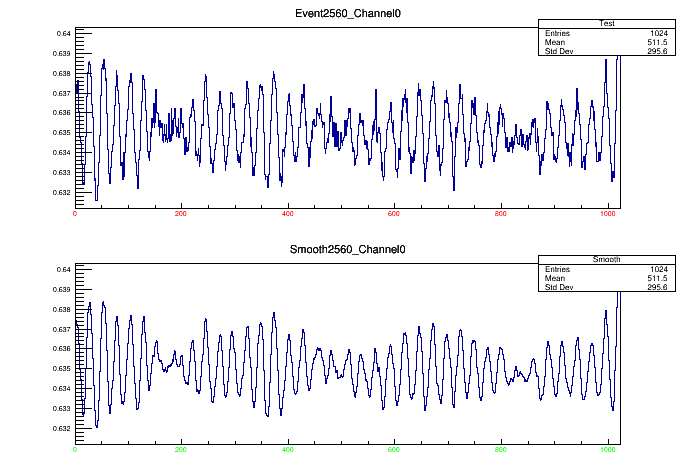 Event2560_Channel0
Test
Entries 1024
Mean 511.5
Std Dev 295.6
0.64
0.639
0.638
0.637
0.636
0.635
0.634
0.633
0.632
0 200 400 600 800 1000
Smooth2560_Channel0
Smooth
Entries 1024
Mean 511.5
Std Dev 295.6
0.64
0.639
0.638
0.637
0.636
0.635
0.634
0.633
0.632
0 200 400 600 800 1000